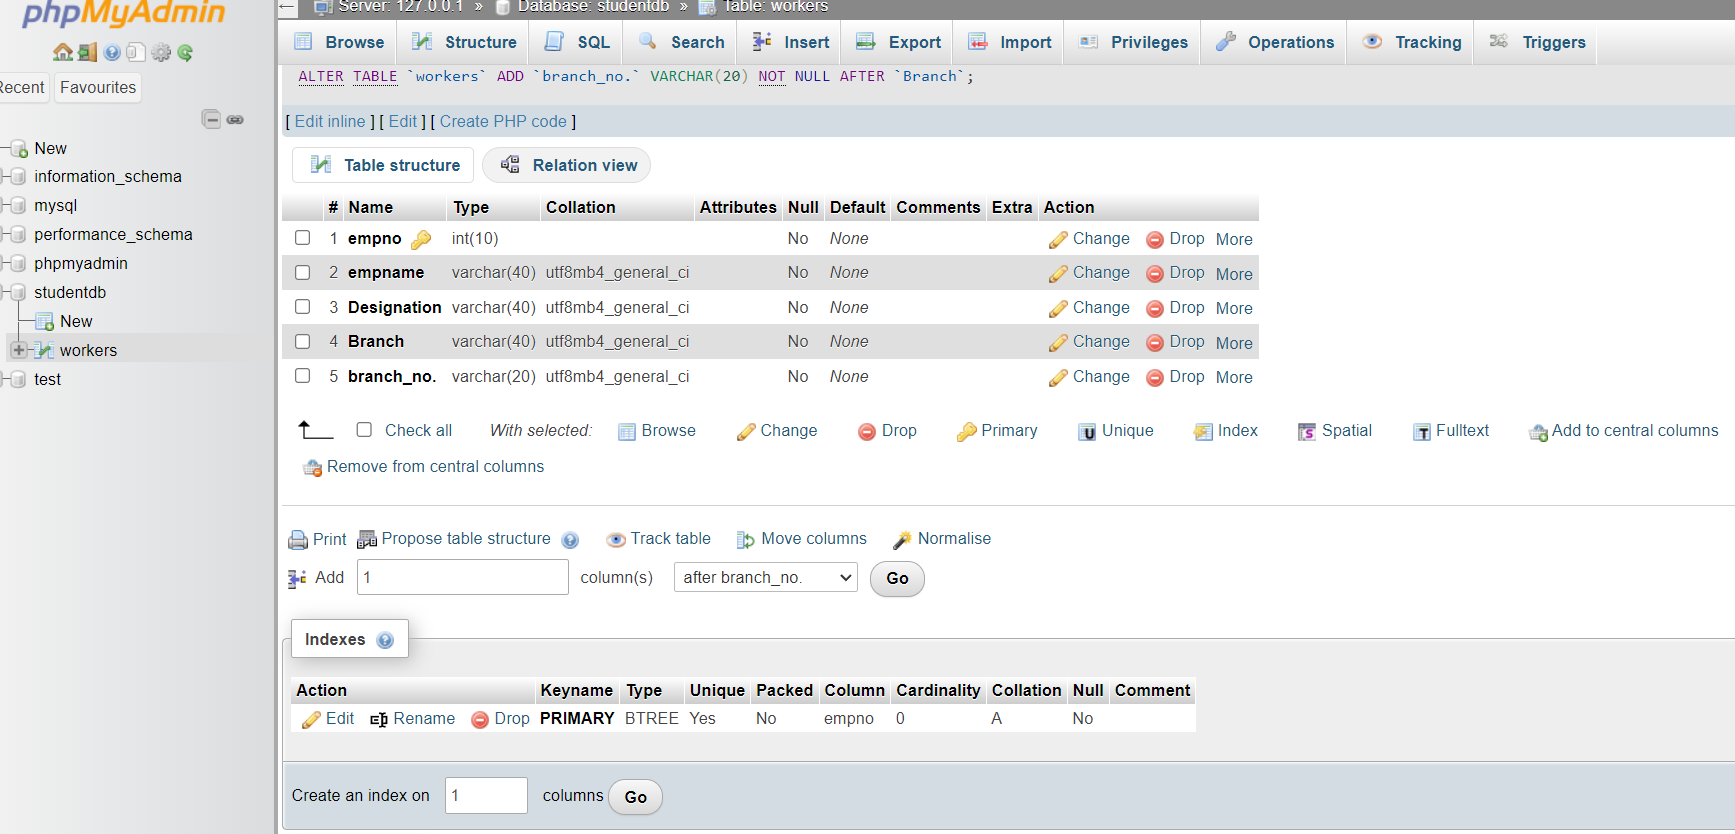 phpMyAdmin
Recent Favourites
New
information_schema
mysql
performance_schema
phpmyadmin
studentdb
New
workers
test
← Server: 127.0.0.1 » Database: studentdb » Table: workers
Browse Structure SQL Search Insert Export Import Privileges Operations Tracking Triggers
ALTER TABLE `workers` ADD `branch_no.` VARCHAR(20) NOT NULL AFTER `Branch`;
[ Edit inline ] [ Edit ] [ Create PHP code ]
Table structure Relation view
# Name Type Collation Attributes Null Default Comments Extra Action
1 empno int(10) No None Change Drop More
2 empname varchar(40) utf8mb4_general_ci No None Change Drop More
3 Designation varchar(40) utf8mb4_general_ci No None Change Drop More
4 Branch varchar(40) utf8mb4_general_ci No None Change Drop More
5 branch_no. varchar(20) utf8mb4_general_ci No None Change Drop More
Check all With selected: Browse Change Drop Primary Unique Index Spatial Fulltext Add to central columns
Remove from central columns
Print Propose table structure Track table Move columns Normalise
Add 1 column(s) after branch_no. Go
Indexes
Action Keyname Type Unique Packed Column Cardinality Collation Null Comment
Edit Rename Drop PRIMARY BTREE Yes No empno 0 A No
Create an index on 1 columns Go